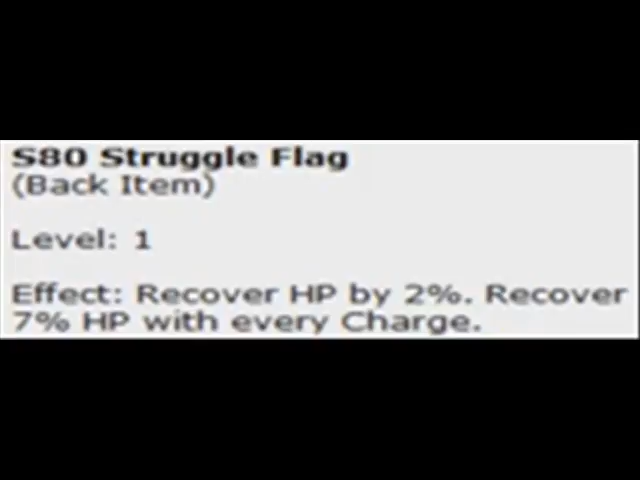 S80 Struggle Flag
(Back Item)
Level: 1
Effect: Recover HP by 2%. Recover
7% HP with every Charge.